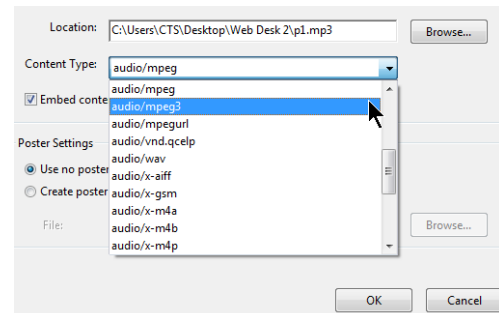 Location: C:\Users\CTS\Desktop\Web Desk 2\p1.mp3 Browse...
Content Type: audio/mpeg
audio/mpeg
Embed conte audio/mpeg3
audio/mpegurl
audio/vnd.qcelp
Poster Settings
audio/wav
Use no poster audio/x-aiff
Create poster audio/x-gsm
audio/x-m4a
File: audio/x-m4b Browse...
audio/x-m4p
OK Cancel